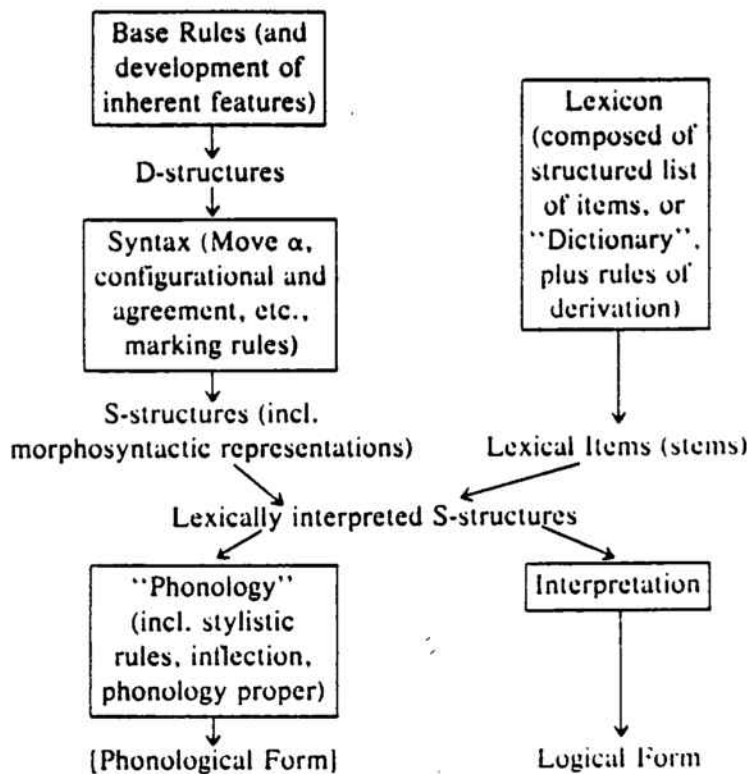 Base Rules (and
development of
inherent features)
D-structures
Syntax (Move α,
configurational and
agreement, etc.,
marking rules)
S-structures (incl.
morphosyntactic representations)
Lexicon
(composed of
structured list
of items, or
“Dictionary”,
plus rules of
derivation)
Lexical Items (stems)
Lexically interpreted S-structures
“Phonology”
(incl. stylistic
rules, inflection,
phonology proper)
[Phonological Form]
Interpretation
Logical Form